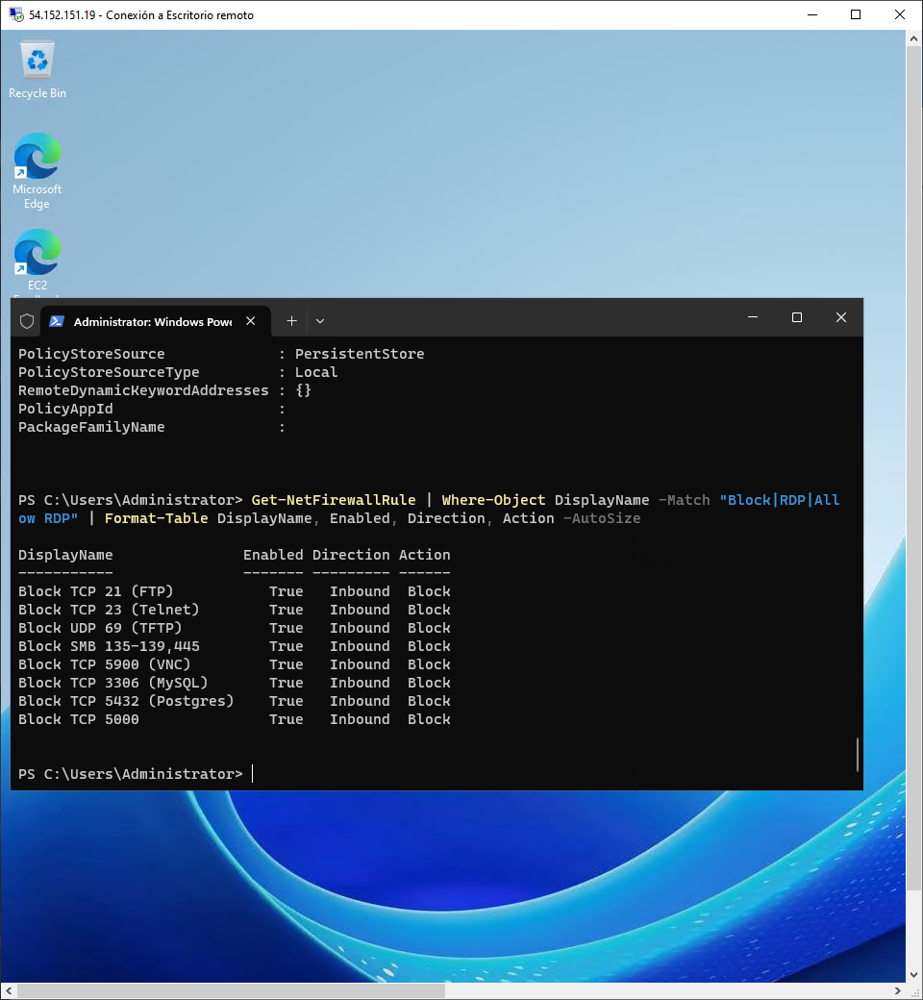 54.152.151.19 - Conexión a Escritorio remoto
Recycle Bin
Microsoft
Edge
EC2
Administrator: Windows Powe
PolicyStoreSource             : PersistentStore
PolicyStoreSourceType         : Local
RemoteDynamicKeywordAddresses : {}
PolicyAppId                   :
PackageFamilyName             :
PS C:\Users\Administrator> Get-NetFirewallRule | Where-Object DisplayName -Match "Block|RDP|All
ow RDP" | Format-Table DisplayName, Enabled, Direction, Action -AutoSize
DisplayName               Enabled Direction Action
-----------               ------- --------- ------
Block TCP 21 (FTP)           True   Inbound  Block
Block TCP 23 (Telnet)        True   Inbound  Block
Block UDP 69 (TFTP)          True   Inbound  Block
Block SMB 135-139,445        True   Inbound  Block
Block TCP 5900 (VNC)         True   Inbound  Block
Block TCP 3306 (MySQL)       True   Inbound  Block
Block TCP 5432 (Postgres)    True   Inbound  Block
Block TCP 5000               True   Inbound  Block
PS C:\Users\Administrator>